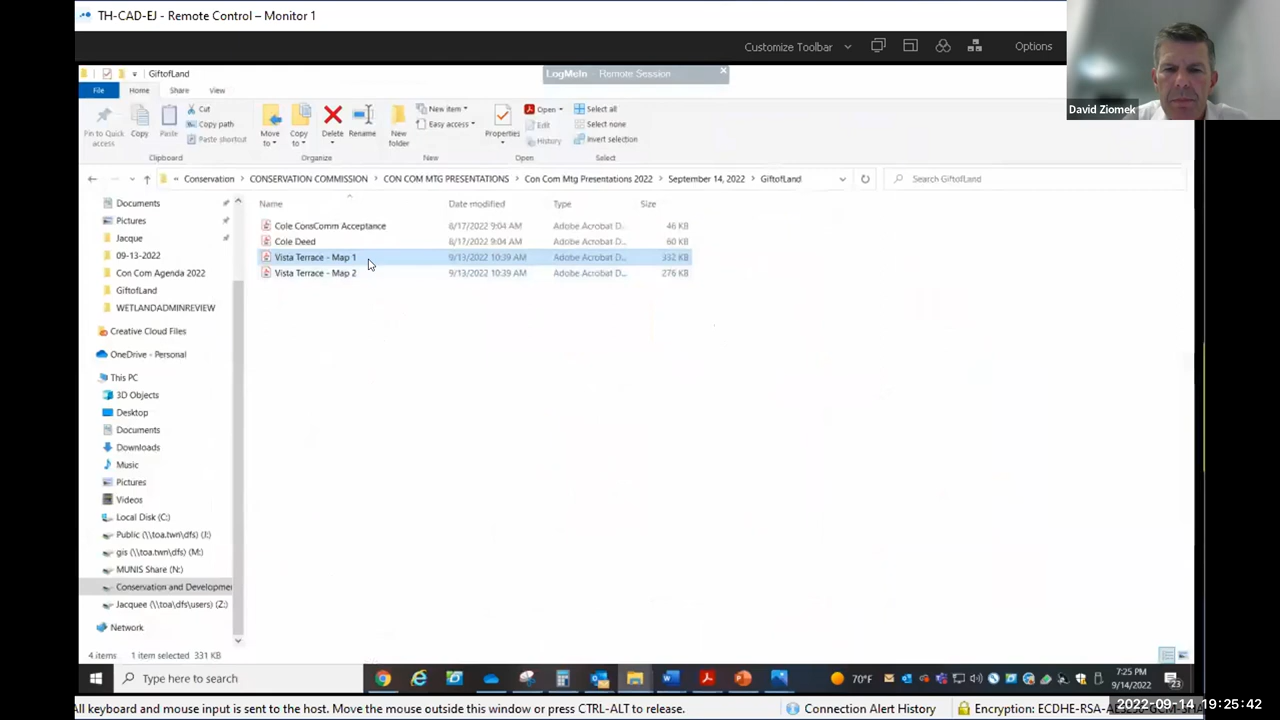 TH-CAD-EJ - Remote Control – Monitor 1
Customize Toolbar
Options
David Ziomek
GiftofLand
LogMeIn - Remote Session
File Home Share View
Pin to Quick access
Copy
Paste
Cut
Copy path
Paste shortcut
Move to
Copy to
Delete
Rename
New folder
New item
Easy access
Properties
Open
Edit
History
Select all
Select none
Invert selection
Clipboard
Organize
New
Open
Select
« Conservation > CONSERVATION COMMISSION > CON COM MTG PRESENTATIONS > Con Com Mtg Presentations 2022 > September 14, 2022 > GiftofLand
Search GiftofLand
Name Date modified Type Size
Cole ConsComm Acceptance 8/17/2022 9:04 AM Adobe Acrobat D... 46 KB
Cole Deed 8/17/2022 9:04 AM Adobe Acrobat D... 60 KB
Vista Terrace - Map 1 9/13/2022 10:39 AM Adobe Acrobat D... 332 KB
Vista Terrace - Map 2 9/13/2022 10:39 AM Adobe Acrobat D... 276 KB
Documents
Pictures
Jacque
09-13-2022
Con Com Agenda 2022
GiftofLand
WETLANDADMINREVIEW
Creative Cloud Files
OneDrive - Personal
This PC
3D Objects
Desktop
Documents
Downloads
Music
Pictures
Videos
Local Disk (C:)
Public (\\toa.twn\dfs) (J:)
gis (\\toa.twn\dfs) (M:)
MUNIS Share (N:)
Conservation and Developme
Jacquee (\\toa\dfs\users) (Z:)
Network
4 items 1 item selected 331 KB
Type here to search
70°F
7:25 PM
9/14/2022
23
All keyboard and mouse input is sent to the host. Move the mouse outside this window or press CTRL-ALT to release.
Connection Alert History
Encryption: ECDHE-RSA-
2022-09-14 19:25:42